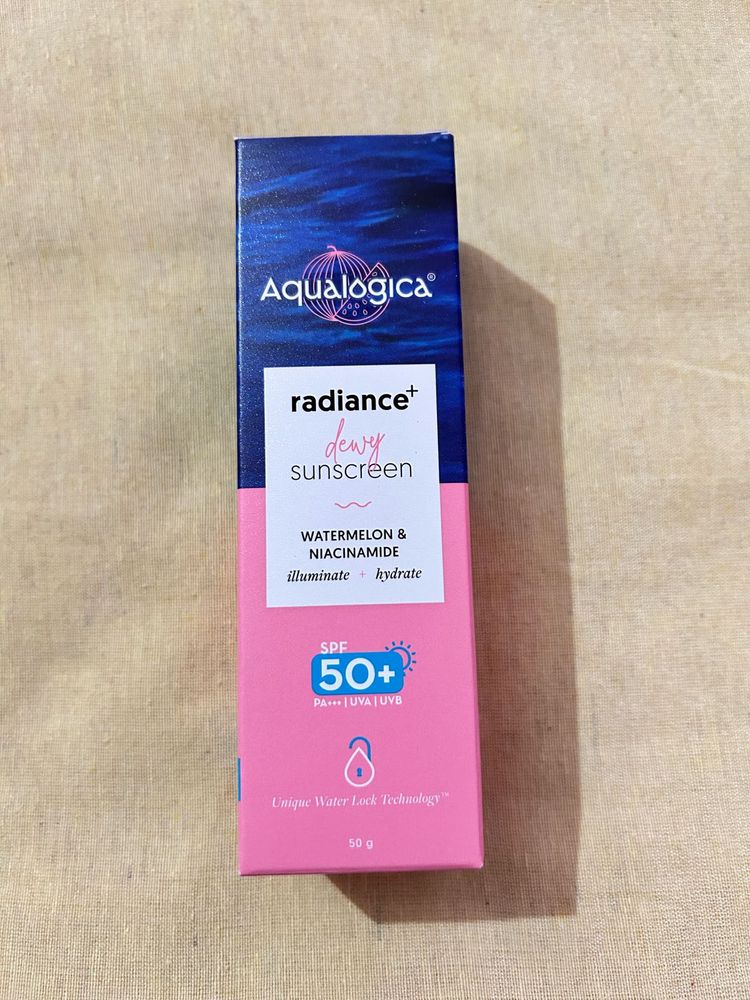 Aqualogica®
radiance+
dewy
sunscreen
WATERMELON &
NIACINAMIDE
illuminate + hydrate
SPF
50+
PA+++ | UVA | UVB
Unique Water Lock Technology™
50 g